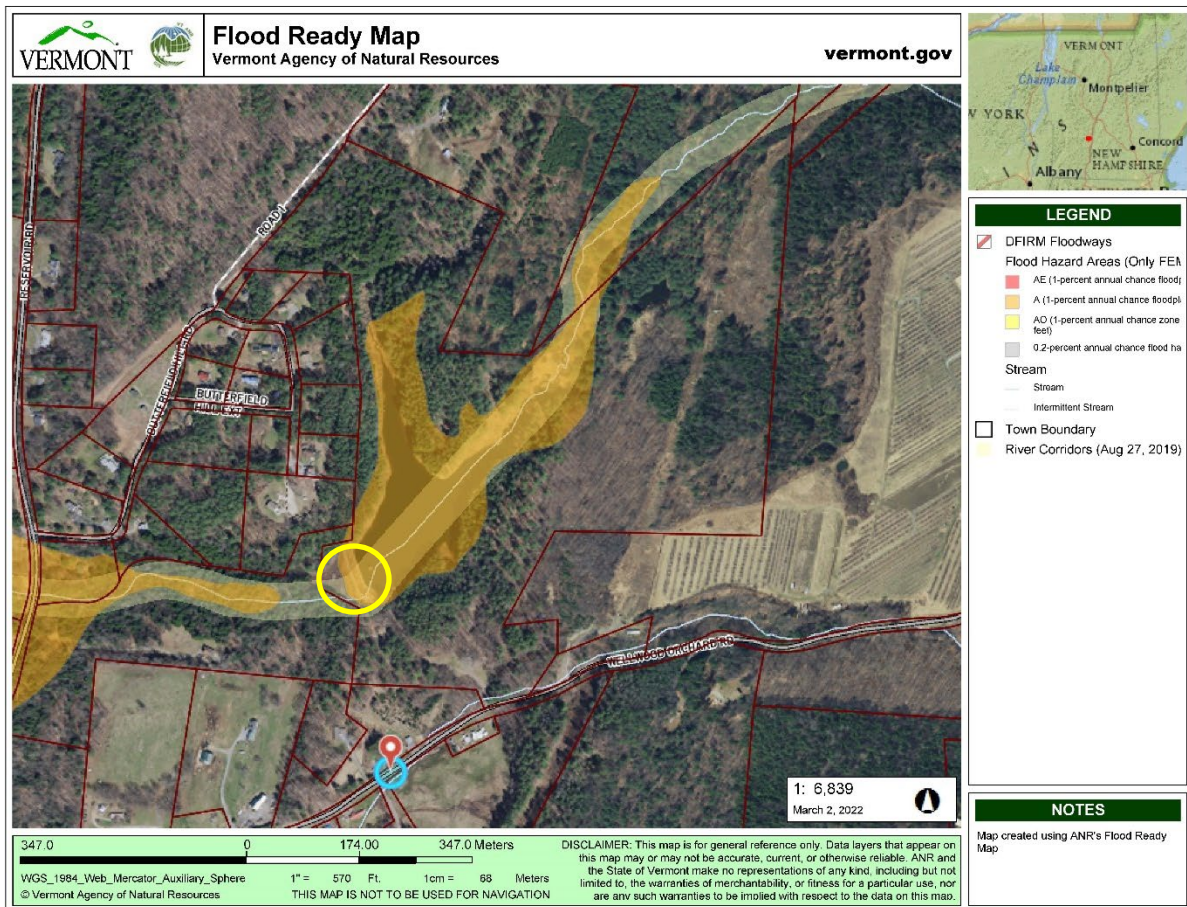 VERMONT
Flood Ready Map
Vermont Agency of Natural Resources
vermont.gov
VERMONT
Lake
Champlain
Montpelier
W YORK
S
N
I
NEW
HAMPSHIRE
Concord
Albany
RESERVOIR RD
ROAD I
BUTTERFIELD HILL RD
BUTTERFIELD
HILL EXT
WELLWOOD ORCHARD RD
1: 6,839
March 2, 2022
LEGEND
DFIRM Floodways
Flood Hazard Areas (Only FEM
AE (1-percent annual chance floodp
A (1-percent annual chance floodpl
AO (1-percent annual chance zone
feet)
0.2-percent annual chance flood ha
Stream
Stream
Intermittent Stream
Town Boundary
River Corridors (Aug 27, 2019)
NOTES
Map created using ANR's Flood Ready
Map
347.0 0 174.00 347.0 Meters
WGS_1984_Web_Mercator_Auxiliary_Sphere 1" = 570 Ft. 1cm = 68 Meters
© Vermont Agency of Natural Resources THIS MAP IS NOT TO BE USED FOR NAVIGATION
DISCLAIMER: This map is for general reference only. Data layers that appear on
this map may or may not be accurate, current, or otherwise reliable. ANR and
the State of Vermont make no representations of any kind, including but not
limited to, the warranties of merchantability, or fitness for a particular use, nor
are any such warranties to be implied with respect to the data on this map.